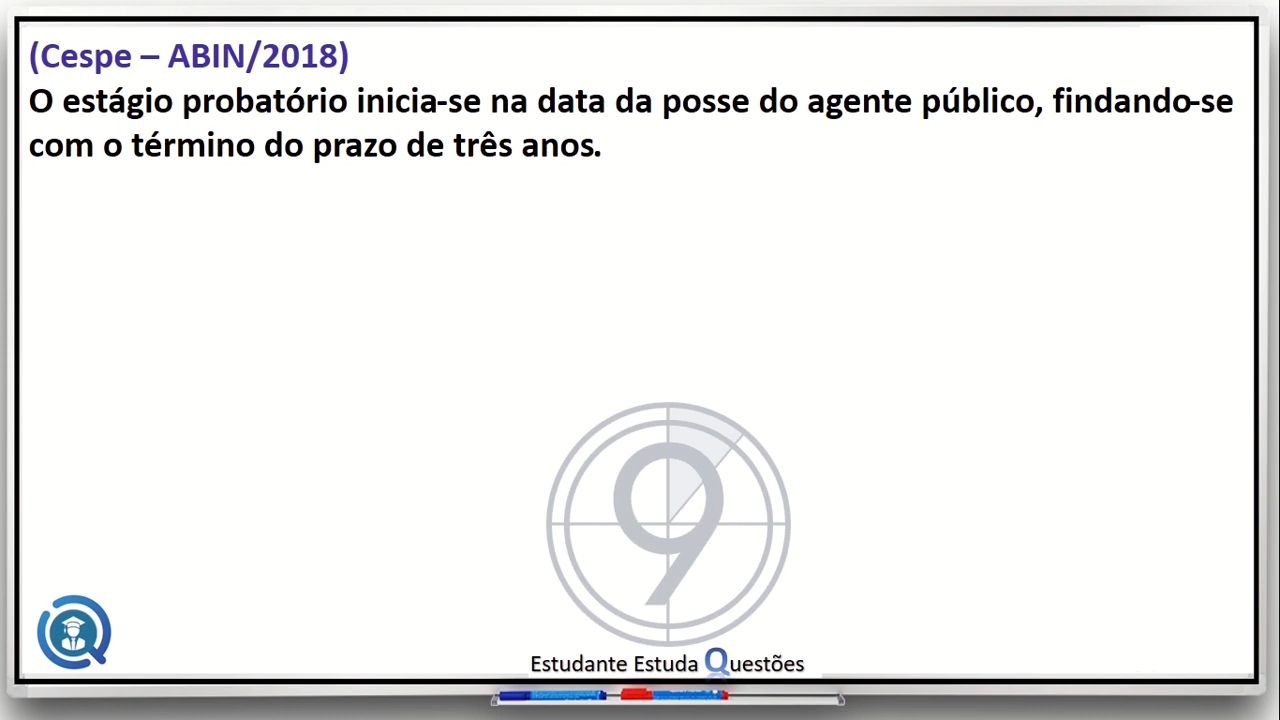 (Cespe – ABIN/2018)
O estágio probatório inicia-se na data da posse do agente público, findando-se
com o término do prazo de três anos.
9
Estudante Estuda Questões